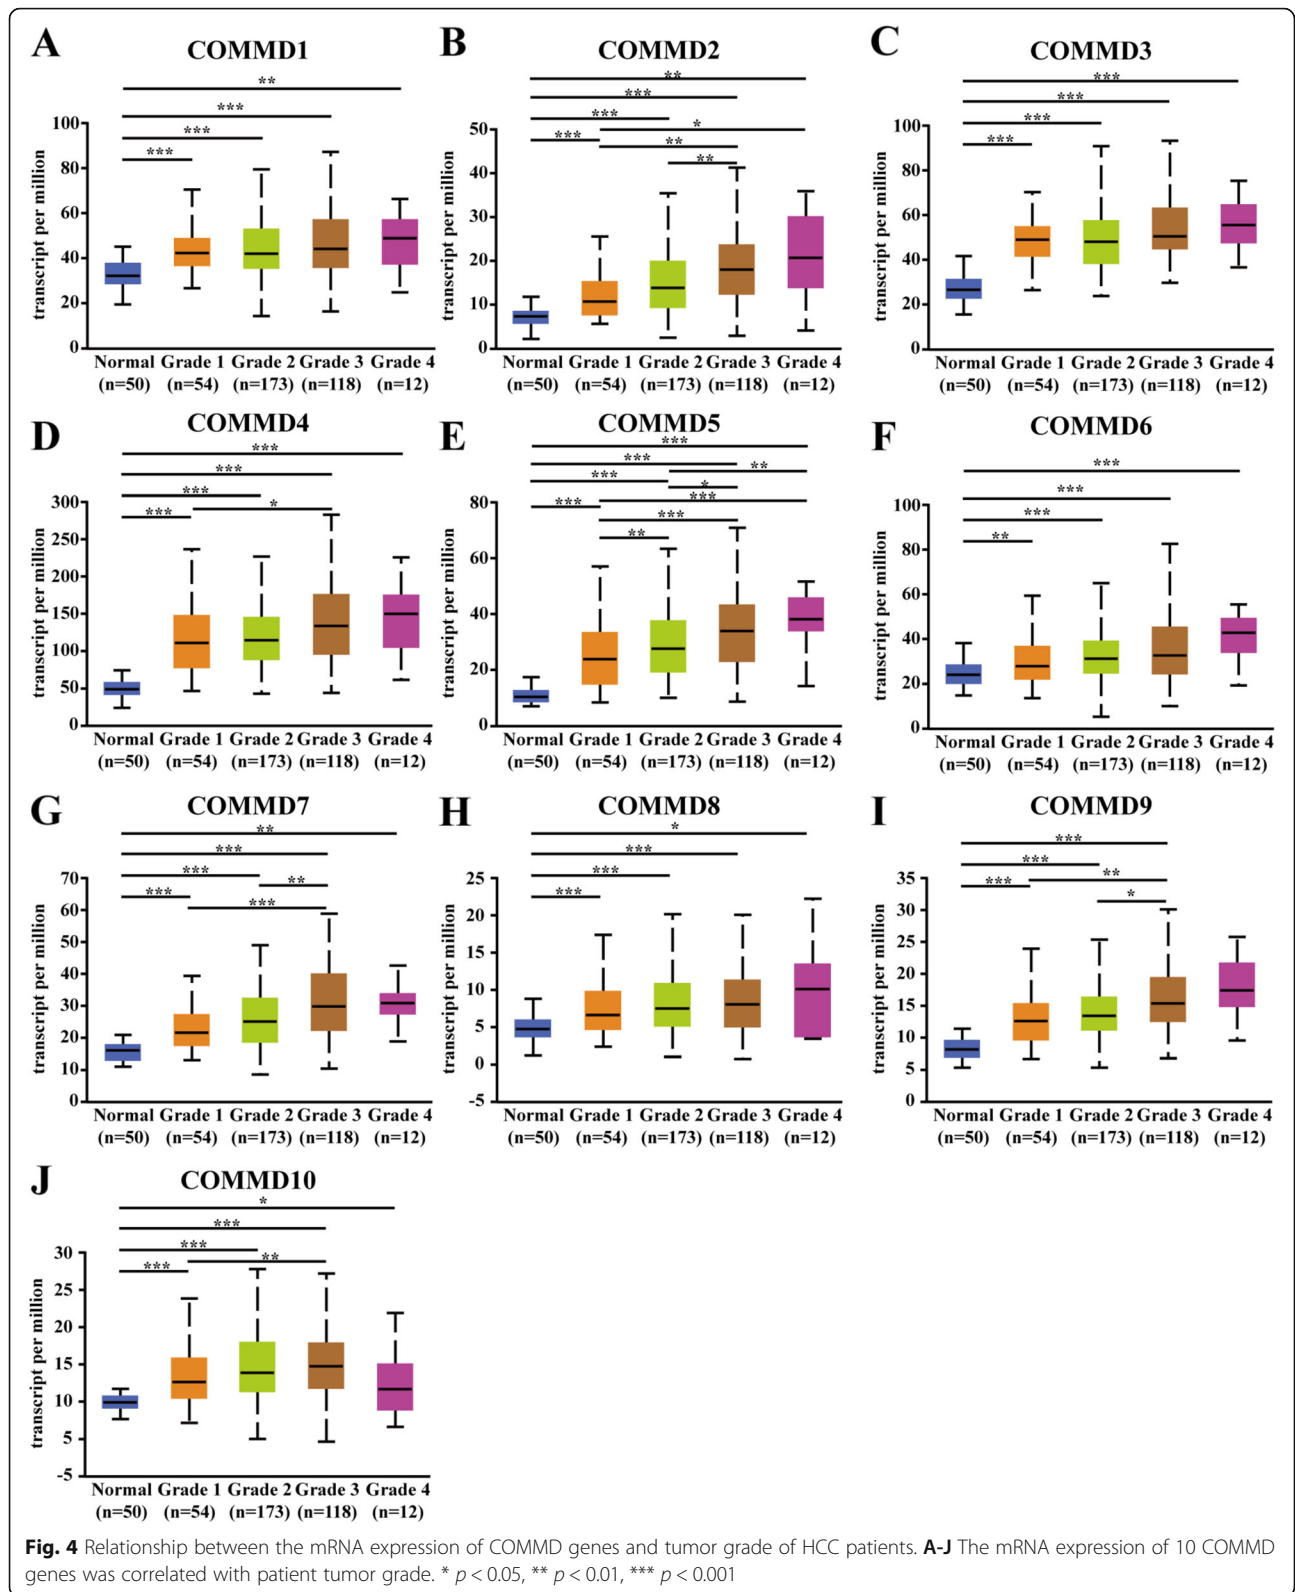 A COMMD1
**
***
***
***
transcript per million
100
80
60
40
20
0
Normal Grade 1 Grade 2 Grade 3 Grade 4
(n=50) (n=54) (n=173) (n=118) (n=12)
B COMMD2
**
***
***
*
***
**
**
transcript per million
50
40
30
20
10
0
Normal Grade 1 Grade 2 Grade 3 Grade 4
(n=50) (n=54) (n=173) (n=118) (n=12)
C COMMD3
***
***
***
***
transcript per million
100
80
60
40
20
0
Normal Grade 1 Grade 2 Grade 3 Grade 4
(n=50) (n=54) (n=173) (n=118) (n=12)
D COMMD4
***
***
***
*
***
transcript per million
300
250
200
150
100
50
0
Normal Grade 1 Grade 2 Grade 3 Grade 4
(n=50) (n=54) (n=173) (n=118) (n=12)
E COMMD5
***
***
**
***
*
***
***
***
**
transcript per million
80
60
40
20
0
Normal Grade 1 Grade 2 Grade 3 Grade 4
(n=50) (n=54) (n=173) (n=118) (n=12)
F COMMD6
***
***
***
**
transcript per million
100
80
60
40
20
0
Normal Grade 1 Grade 2 Grade 3 Grade 4
(n=50) (n=54) (n=173) (n=118) (n=12)
G COMMD7
**
***
***
**
***
***
transcript per million
70
60
50
40
30
20
10
0
Normal Grade 1 Grade 2 Grade 3 Grade 4
(n=50) (n=54) (n=173) (n=118) (n=12)
H COMMD8
*
***
***
***
transcript per million
25
20
15
10
5
0
-5
Normal Grade 1 Grade 2 Grade 3 Grade 4
(n=50) (n=54) (n=173) (n=118) (n=12)
I COMMD9
***
***
**
***
*
transcript per million
35
30
25
20
15
10
5
0
Normal Grade 1 Grade 2 Grade 3 Grade 4
(n=50) (n=54) (n=173) (n=118) (n=12)
J COMMD10
*
***
***
**
***
transcript per million
30
25
20
15
10
5
-5
Normal Grade 1 Grade 2 Grade 3 Grade 4
(n=50) (n=54) (n=173) (n=118) (n=12)
Fig. 4 Relationship between the mRNA expression of COMMD genes and tumor grade of HCC patients. A-J The mRNA expression of 10 COMMD
genes was correlated with patient tumor grade. * p < 0.05, ** p < 0.01, *** p < 0.001